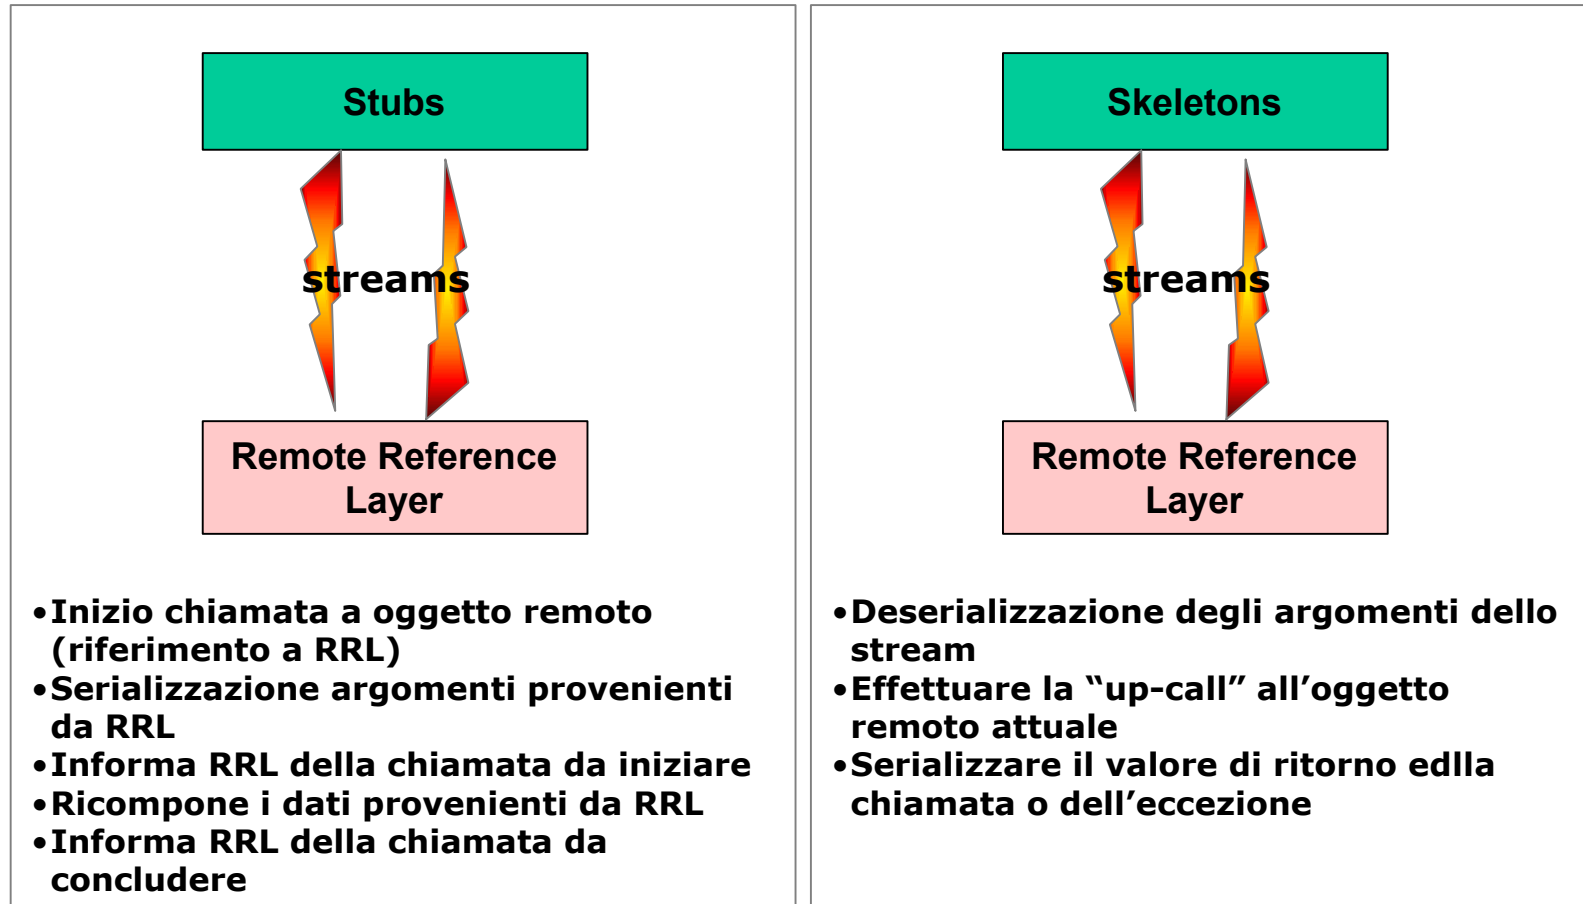 Stubs
streams
Remote Reference
Layer
•Inizio chiamata a oggetto remoto
(riferimento a RRL)
•Serializzazione argomenti provenienti
da RRL
•Informa RRL della chiamata da iniziare
•Ricompone i dati provenienti da RRL
•Informa RRL della chiamata da
concludere
Skeletons
streams
Remote Reference
Layer
•Deserializzazione degli argomenti dello
stream
•Effettuare la “up-call” all’oggetto
remoto attuale
•Serializzare il valore di ritorno edlla
chiamata o dell’eccezione